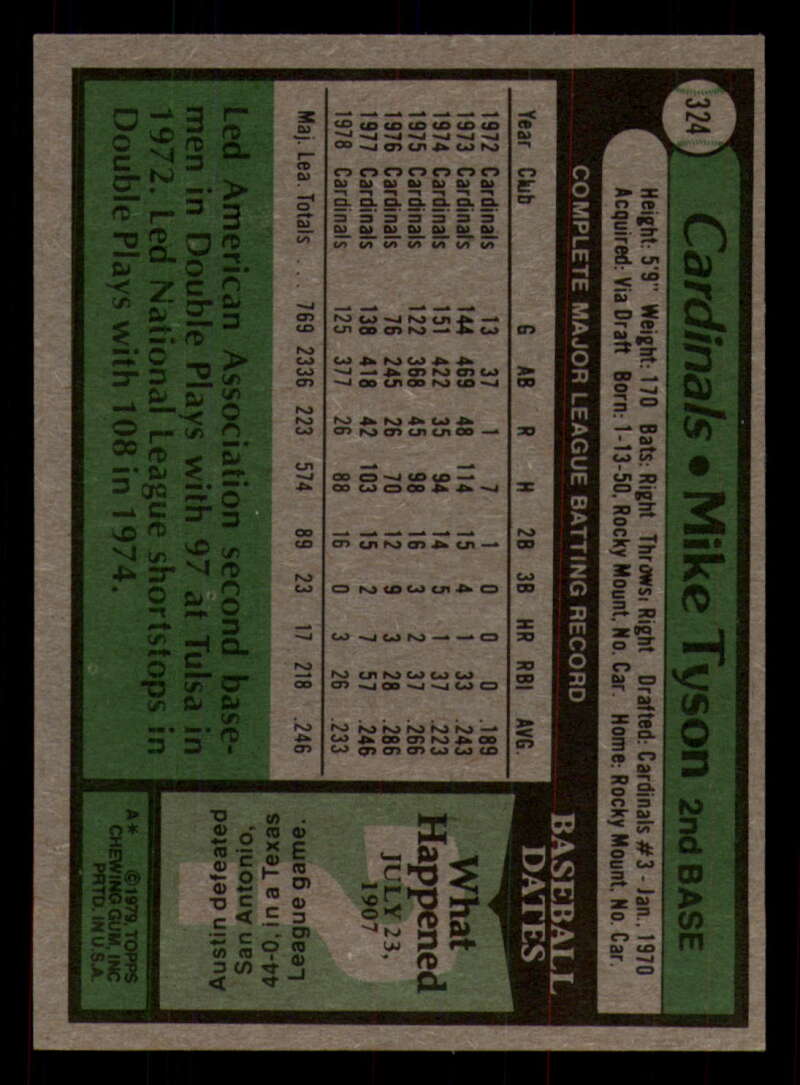 324
Cardinals • Mike Tyson 2nd BASE
Height: 5'9" Weight: 170 Bats: Right Throws: Right Drafted: Cardinals #3 - Jan., 1970
Acquired: Via Draft Born: 1-13-50, Rocky Mount, No. Car. Home: Rocky Mount, No. Car.
COMPLETE MAJOR LEAGUE BATTING RECORD
Year Club G AB R H 2B 3B HR RBI AVG.
1972 Cardinals 13 37 1 7 1 0 0 0 .189
1973 Cardinals 144 469 48 114 15 4 1 33 .243
1974 Cardinals 151 422 35 94 14 5 1 37 .223
1975 Cardinals 122 368 45 98 16 3 2 37 .266
1976 Cardinals 76 245 26 70 12 9 3 28 .286
1977 Cardinals 138 418 42 103 15 2 7 57 .246
1978 Cardinals 125 377 26 88 16 0 3 26 .233
Maj. Lea. Totals ... 769 2336 223 574 89 23 17 218 .246
Led American Association second base-
men in Double Plays with 97 at Tulsa in
1972. Led National League shortstops in
Double Plays with 108 in 1974.
BASEBALL
DATES
What
Happened
JULY 23,
1907
Austin defeated
San Antonio,
44-0, in a Texas
League game.
A* ©1979 TOPPS
CHEWING GUM, INC
PRTD. IN U.S.A.